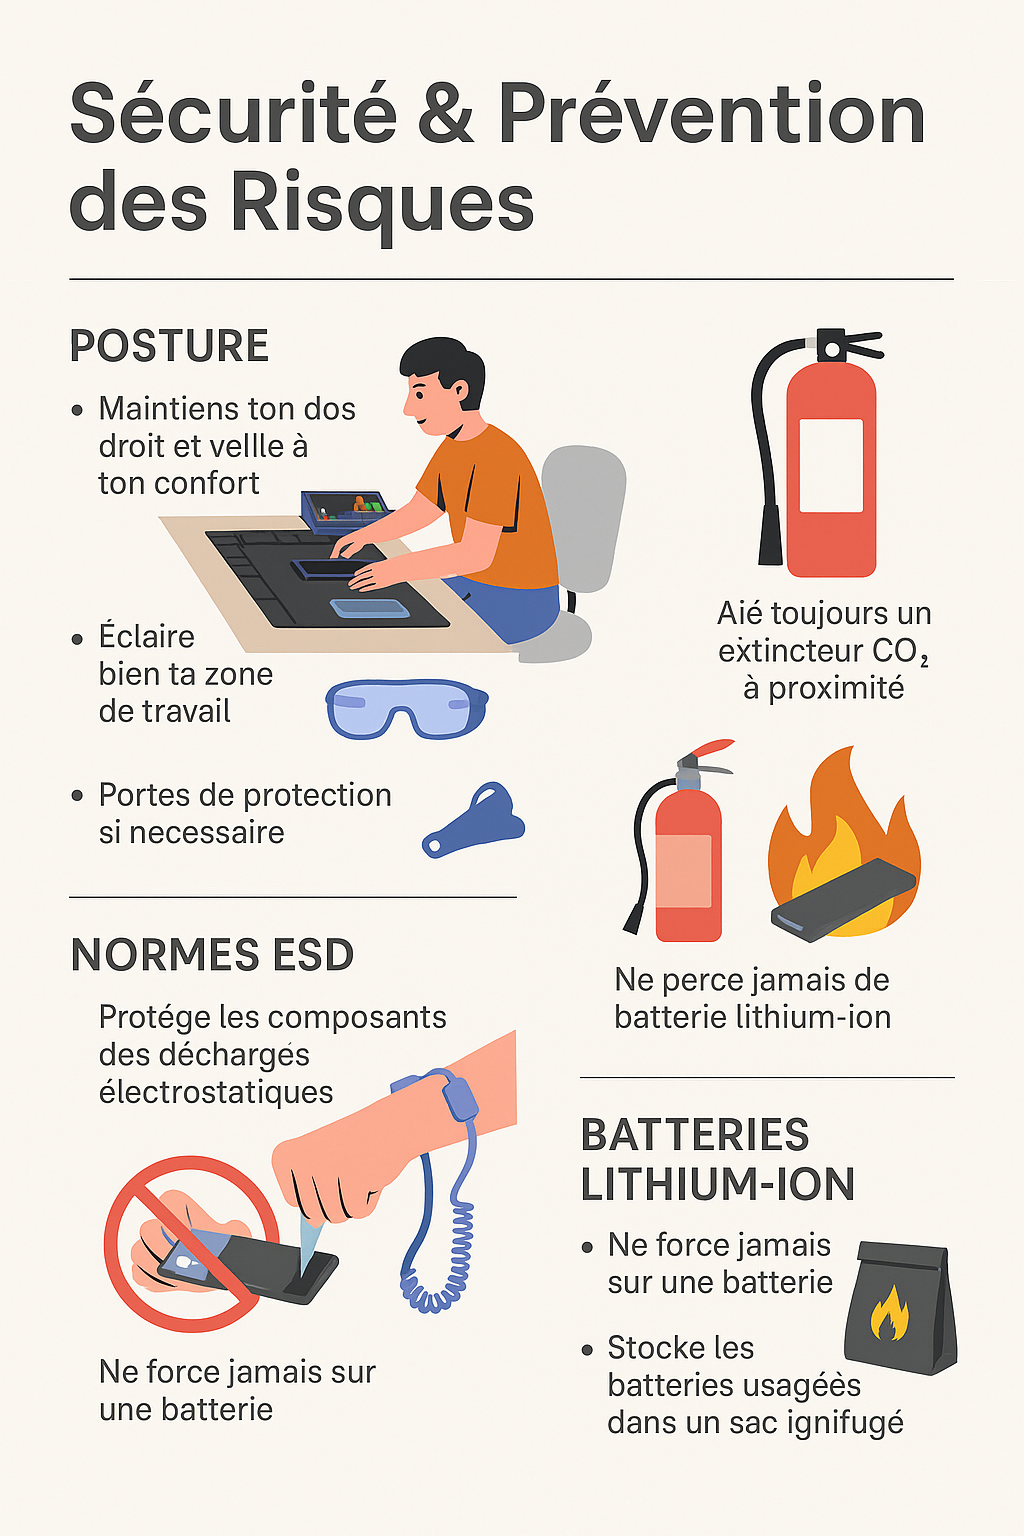 Sécurité & Prévention
des Risques
POSTURE
• Maintiens ton dos
droit et vellle à
ton confort
• Éclaire
bien ta zone
de travail
• Portes de protection
si necessaire
Aié toujours un
extincteur CO₂
à proximité
Ne perce jamais de
batterie lithium-ion
NORMES ESD
Protége les composants
des déchargés
électrostatiques
Ne force jamais sur
une batterie
BATTERIES
LITHIUM-ION
• Ne force jamais
sur une batterie
• Stocke les
batteries usagéès
dans un sac ignifugé